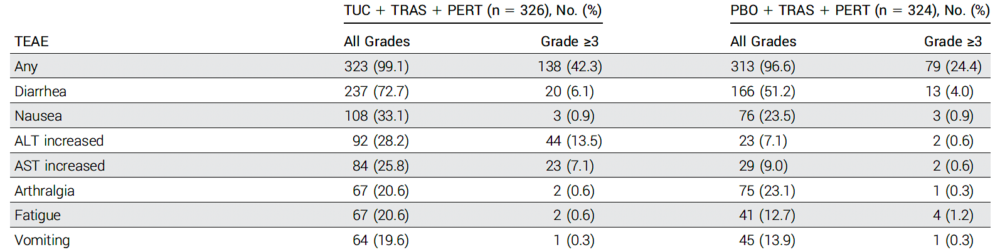 TUC + TRAS + PERT (n = 326), No. (%) PBO + TRAS + PERT (n = 324), No. (%)
TEAE All Grades Grade ≥3 All Grades Grade ≥3
Any 323 (99.1) 138 (42.3) 313 (96.6) 79 (24.4)
Diarrhea 237 (72.7) 20 (6.1) 166 (51.2) 13 (4.0)
Nausea 108 (33.1) 3 (0.9) 76 (23.5) 3 (0.9)
ALT increased 92 (28.2) 44 (13.5) 23 (7.1) 2 (0.6)
AST increased 84 (25.8) 23 (7.1) 29 (9.0) 2 (0.6)
Arthralgia 67 (20.6) 2 (0.6) 75 (23.1) 1 (0.3)
Fatigue 67 (20.6) 2 (0.6) 41 (12.7) 4 (1.2)
Vomiting 64 (19.6) 1 (0.3) 45 (13.9) 1 (0.3)